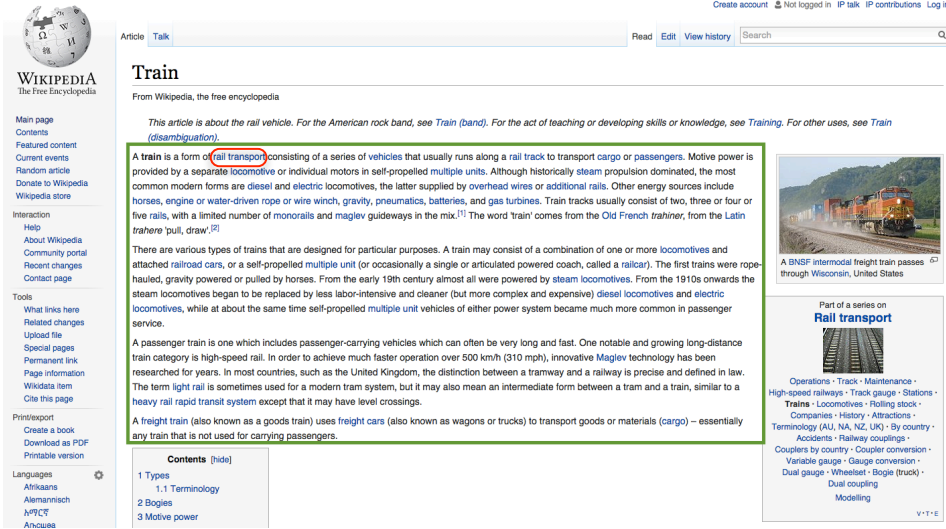 Create account Not logged in IP talk IP contributions Log in
Article Talk
Read Edit View history Search
WIKIPEDIA
The Free Encyclopedia
Main page
Contents
Featured content
Current events
Random article
Donate to Wikipedia
Wikipedia store
Interaction
Help
About Wikipedia
Community portal
Recent changes
Contact page
Tools
What links here
Related changes
Upload file
Special pages
Permanent link
Page information
Wikidata item
Cite this page
Print/export
Create a book
Download as PDF
Printable version
Languages
Afrikaans
Alemannisch
አማርኛ
Ænglisc
Train
From Wikipedia, the free encyclopedia
This article is about the rail vehicle. For the American rock band, see Train (band). For the act of teaching or developing skills or knowledge, see Training. For other uses, see Train
(disambiguation).
A train is a form of rail transport consisting of a series of vehicles that usually runs along a rail track to transport cargo or passengers. Motive power is
provided by a separate locomotive or individual motors in self-propelled multiple units. Although historically steam propulsion dominated, the most
common modern forms are diesel and electric locomotives, the latter supplied by overhead wires or additional rails. Other energy sources include
horses, engine or water-driven rope or wire winch, gravity, pneumatics, batteries, and gas turbines. Train tracks usually consist of two, three or four or
five rails, with a limited number of monorails and maglev guideways in the mix.[1] The word 'train' comes from the Old French trahiner, from the Latin
trahere 'pull, draw'.[2]
There are various types of trains that are designed for particular purposes. A train may consist of a combination of one or more locomotives and
attached railroad cars, or a self-propelled multiple unit (or occasionally a single or articulated powered coach, called a railcar). The first trains were rope-
hauled, gravity powered or pulled by horses. From the early 19th century almost all were powered by steam locomotives. From the 1910s onwards the
steam locomotives began to be replaced by less labor-intensive and cleaner (but more complex and expensive) diesel locomotives and electric
locomotives, while at about the same time self-propelled multiple unit vehicles of either power system became much more common in passenger
service.
A passenger train is one which includes passenger-carrying vehicles which can often be very long and fast. One notable and growing long-distance
train category is high-speed rail. In order to achieve much faster operation over 500 km/h (310 mph), innovative Maglev technology has been
researched for years. In most countries, such as the United Kingdom, the distinction between a tramway and a railway is precise and defined in law.
The term light rail is sometimes used for a modern tram system, but it may also mean an intermediate form between a tram and a train, similar to a
heavy rail rapid transit system except that it may have level crossings.
A freight train (also known as a goods train) uses freight cars (also known as wagons or trucks) to transport goods or materials (cargo) – essentially
any train that is not used for carrying passengers.
Contents [hide]
1 Types
1.1 Terminology
2 Bogies
3 Motive power
A BNSF intermodal freight train passes
through Wisconsin, United States
Part of a series on
Rail transport
Operations · Track · Maintenance ·
High-speed railways · Track gauge · Stations ·
Trains · Locomotives · Rolling stock ·
Companies · History · Attractions ·
Terminology (AU, NA, NZ, UK) · By country ·
Accidents · Railway couplings ·
Couplers by country · Coupler conversion ·
Variable gauge · Gauge conversion ·
Dual gauge · Wheelset · Bogie (truck) ·
Dual coupling
Modelling
V · T · E